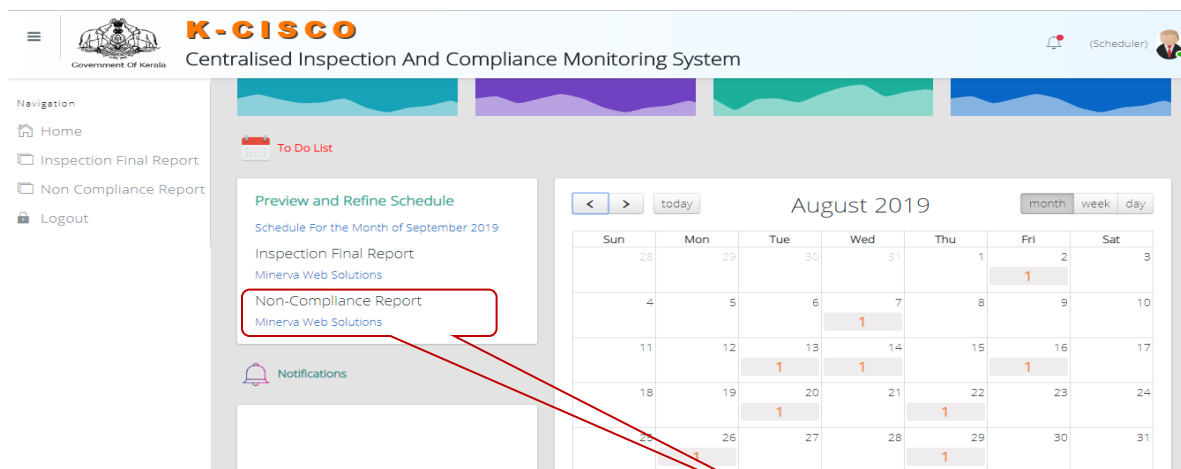 K-CISCO
Government Of Kerala
Centralised Inspection And Compliance Monitoring System
(Scheduler)
Navigation
Home
Inspection Final Report
Non Compliance Report
Logout
To Do List
Preview and Refine Schedule
Schedule For the Month of September 2019
Inspection Final Report
Minerva Web Solutions
Non-Compliance Report
Minerva Web Solutions
Notifications
< > today August 2019 month week day
Sun Mon Tue Wed Thu Fri Sat
28 29 30 31 1 2 3
1
4 5 6 7 8 9 10
1
11 12 13 14 15 16 17
1 1 1
18 19 20 21 22 23 24
1 1
25 26 27 28 29 30 31
1 1